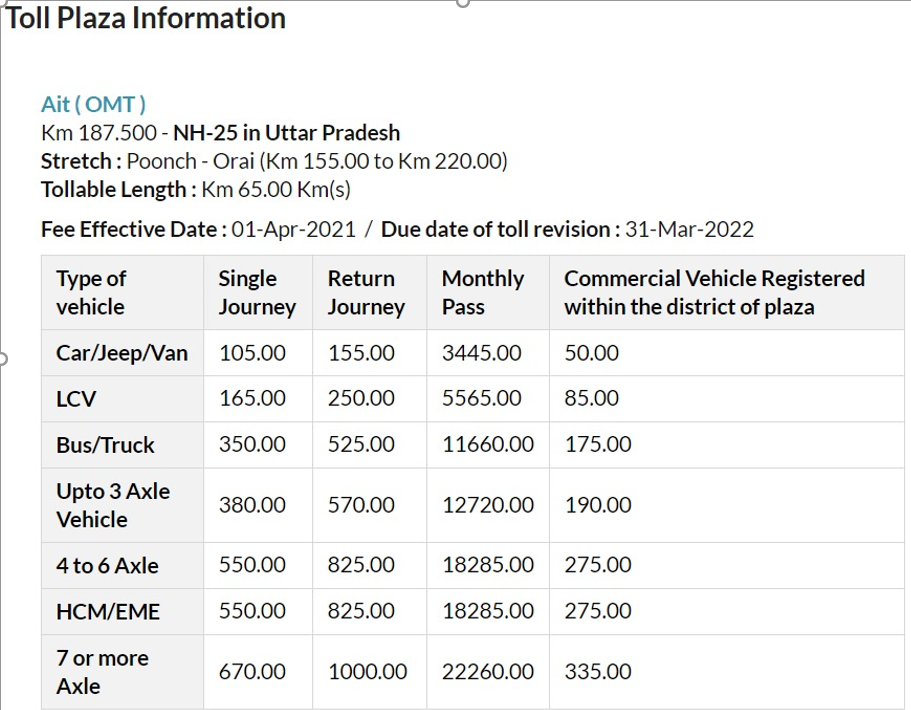 Toll Plaza Information
Ait ( OMT )
Km 187.500 - NH-25 in Uttar Pradesh
Stretch : Poonch - Orai (Km 155.00 to Km 220.00)
Tollable Length : Km 65.00 Km(s)
Fee Effective Date : 01-Apr-2021 / Due date of toll revision : 31-Mar-2022
Type of vehicle Single Journey Return Journey Monthly Pass Commercial Vehicle Registered within the district of plaza
Car/Jeep/Van 105.00 155.00 3445.00 50.00
LCV 165.00 250.00 5565.00 85.00
Bus/Truck 350.00 525.00 11660.00 175.00
Upto 3 Axle Vehicle 380.00 570.00 12720.00 190.00
4 to 6 Axle 550.00 825.00 18285.00 275.00
HCM/EME 550.00 825.00 18285.00 275.00
7 or more Axle 670.00 1000.00 22260.00 335.00